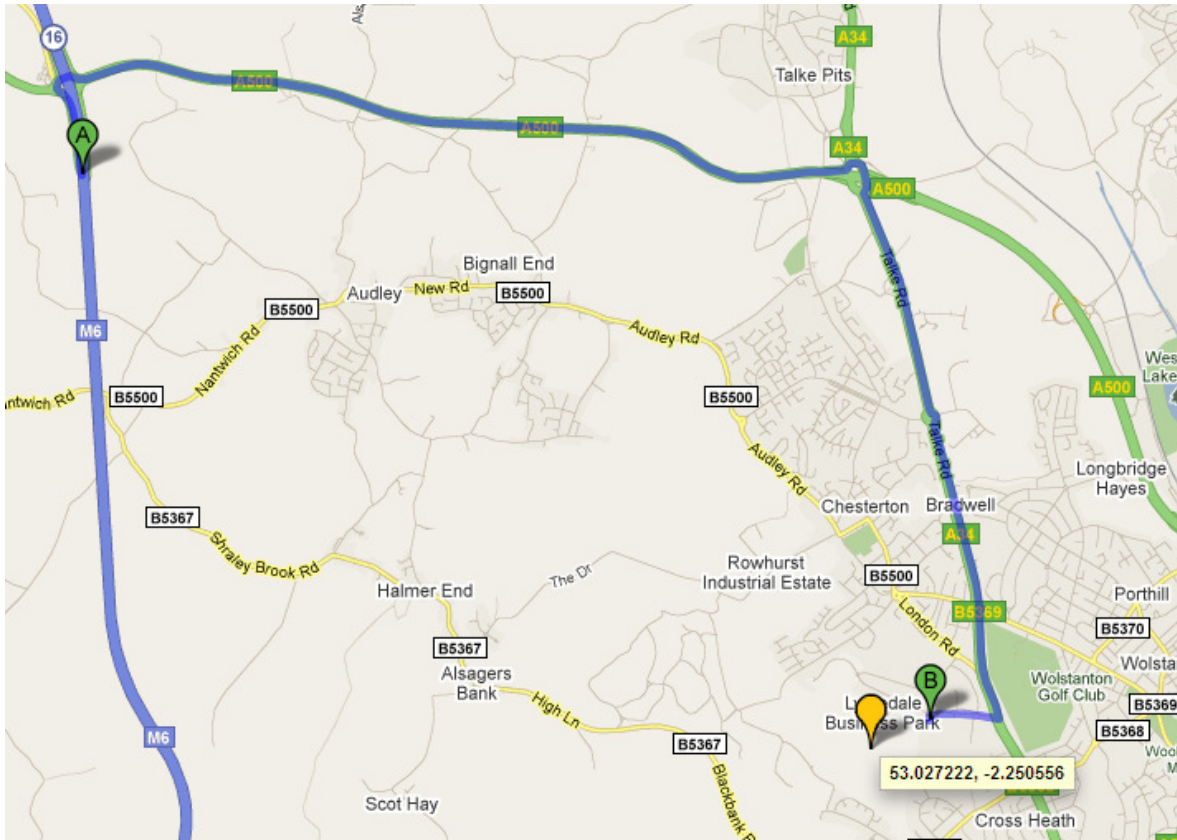 16
Als
A34
Talke Pits
A500
A500
A34
A
A500
Bignall End
Audley
New Rd
B5500
B5500
Talke Rd
M6
Audley Rd
Nantwich Rd
Wes
Lake
A500
antwich Rd
B5500
B5500
Talke Rd
Audley Rd
Longbridge
Hayes
Chesterton
Bradwell
B5367
A34
Shraley Brook Rd
Rowhurst
Industrial Estate
The Dr
B5500
Halmer End
London Rd
B5369
Porthill
B5370
B5367
Alsagers
Bank
Wolstanton
Golf Club
Wolsta
B
High Ln
Business Park
B5369
B5368
M6
B5367
Woo
M
53.027222, -2.250556
Blackbank R
Scot Hay
Cross Heath